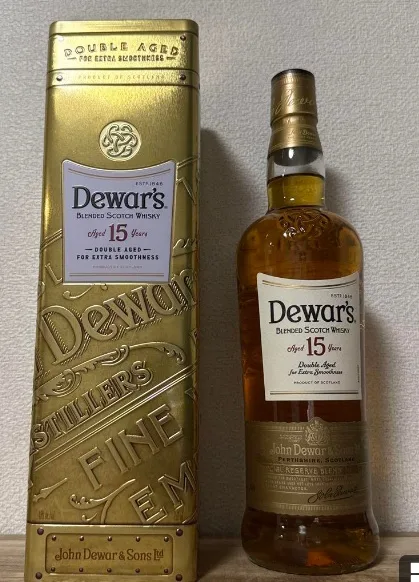 DOUBLE AGED
FOR EXTRA SMOOTHNESS
PRODUCT OF SCOTLAND
ESTD 1846
Dewar's
BLENDED SCOTCH WHISKY
Aged 15 Years
DOUBLE AGED
FOR EXTRA SMOOTHNESS
Dewar
STILLERS
FINE
EM
John Dewar & Sons Ltd
ESTD 1846
Dewar's
BLENDED SCOTCH WHISKY
Aged 15 Years
Double Aged
for Extra Smoothness
PRODUCT OF SCOTLAND
John Dewar &
PERTHSHIRE, SCOTLAND